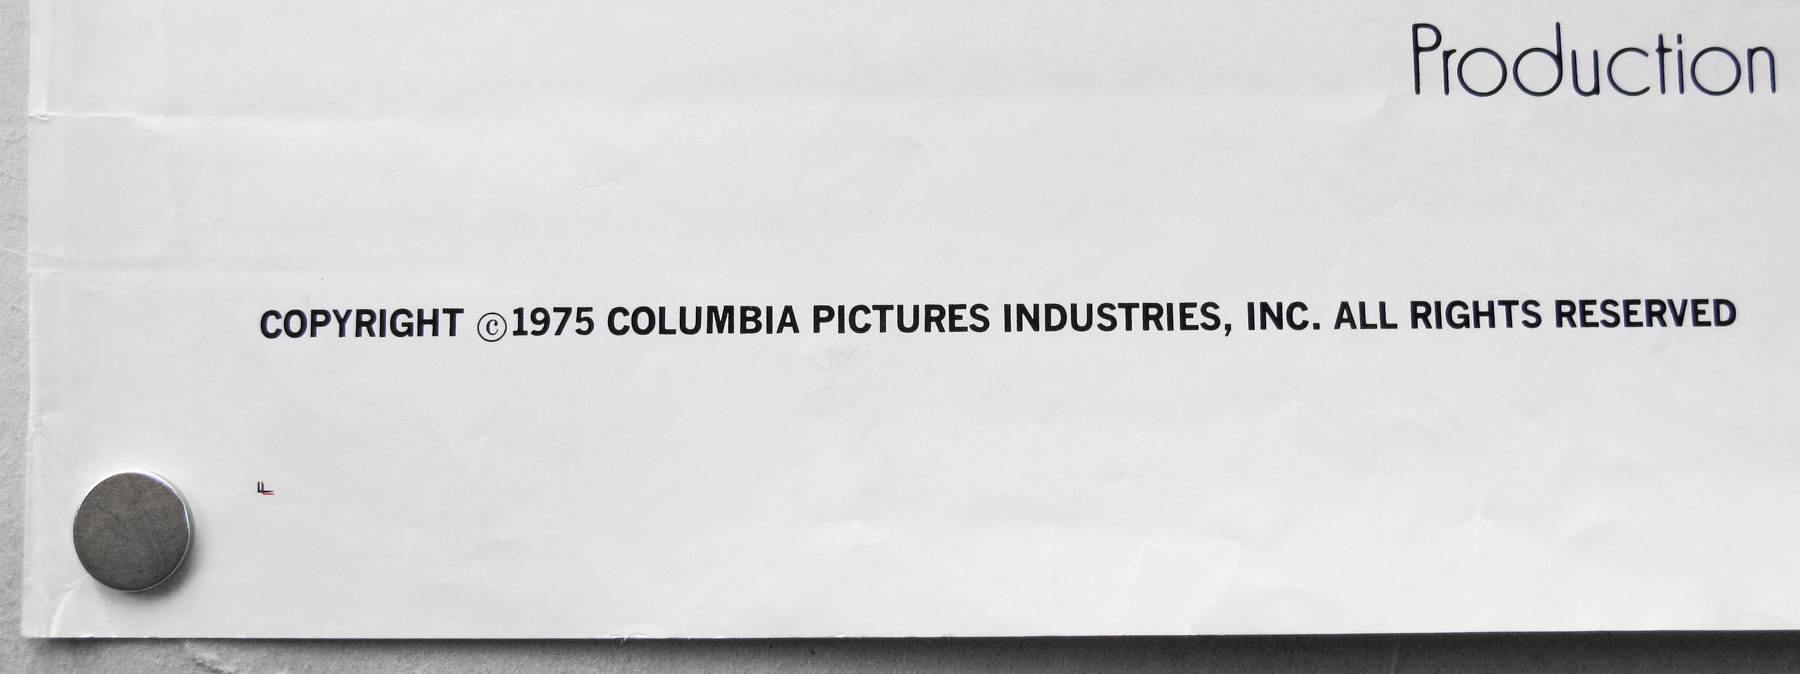 Production
COPYRIGHT ©1975 COLUMBIA PICTURES INDUSTRIES, INC. ALL RIGHTS RESERVED